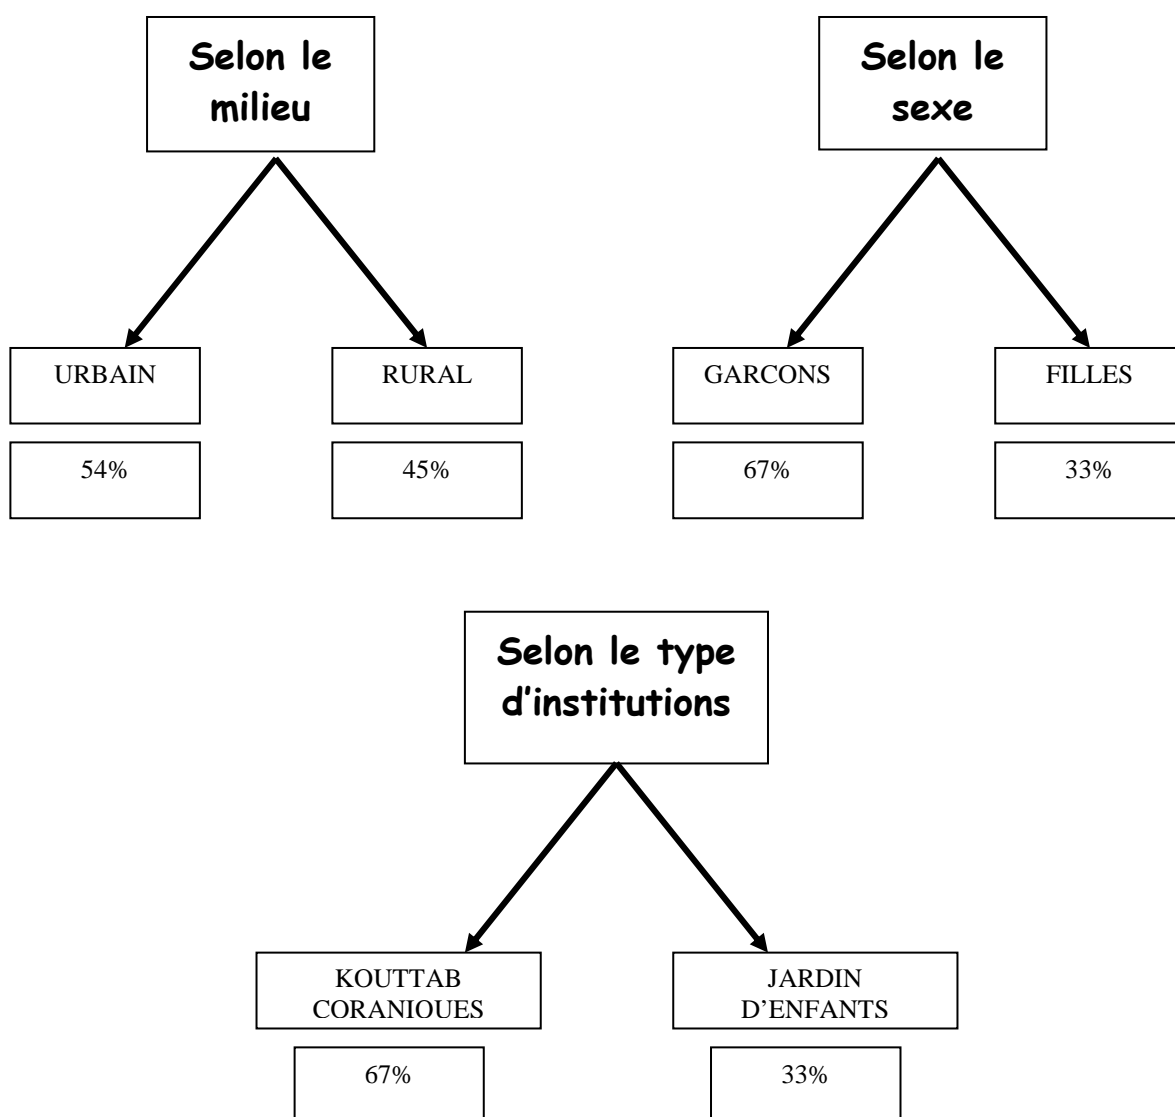 Selon le
milieu
Selon le
sexe
URBAIN
RURAL
GARCONS
FILLES
54%
45%
67%
33%
Selon le type
d'institutions
KOUTTAB
CORANIQUES
JARDIN
D'ENFANTS
67%
33%